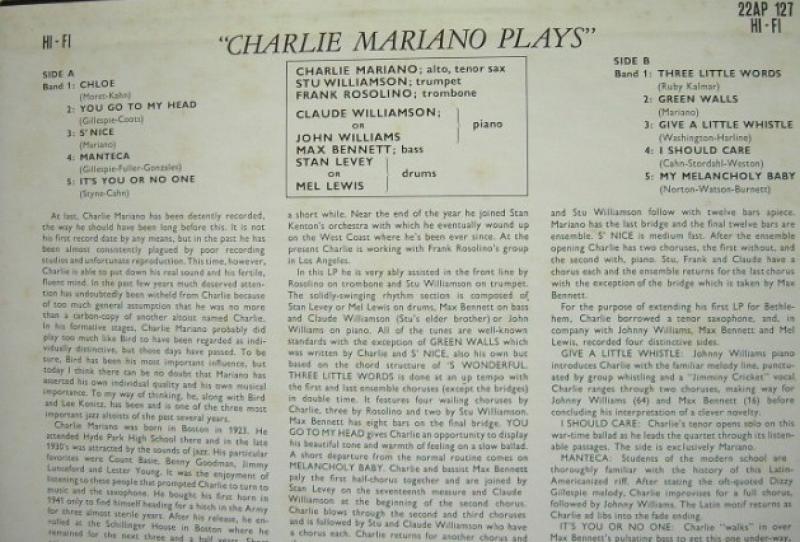 22AP 127
HI - FI
HI - FI
"CHARLIE MARIANO PLAYS"
SIDE A
Band 1: CHLOE
(Moret-Kahn)
2: YOU GO TO MY HEAD
(Gillespie-Coots)
3: S' NICE
(Mariano)
4: MANTECA
(Gillespie-Fuller-Gonzales)
5: IT'S YOU OR NO ONE
(Styne-Cahn)
CHARLIE MARIANO; alto, tenor sax
STU WILLIAMSON; trumpet
FRANK ROSOLINO; trombone
CLAUDE WILLIAMSON;
OR
JOHN WILLIAMS
piano
MAX BENNETT; bass
STAN LEVEY
OR
MEL LEWIS
drums
SIDE B
Band 1: THREE LITTLE WORDS
(Ruby Kalmar)
2: GREEN WALLS
(Mariano)
3: GIVE A LITTLE WHISTLE
(Washington-Harline)
4: I SHOULD CARE
(Cahn-Stordahl-Weston)
5: MY MELANCHOLY BABY
(Norton-Watson-Burnett)
At last, Charlie Mariano has been detently recorded,
the way he should have been long before this. It is not
his first record date by any means, but in the past he has
been almost consistently plagued by poor recording
studios and unfortunate reproduction. This time, however,
Charlie is able to put down his real sound and his fertile,
fluent mind. In the past few years much deserved atten-
tion has undoubtedly been witheld from Charlie because
of too much general assumption that he was no more
than a carbon-copy of another altoist named Charlie.
In his formative stages, Charlie Mariano probably did
play too much like Bird to have been regarded as indi-
vidually distinctive, but those days have passed. To be
sure, Bird has been his most important influence, but
today I think there can be no doubt that Mariano has
asserted his own individual quality and his own musical
importance. To my way of thinking, he, along with Bird
and Lee Konitz, has been and is one of the three most
important jazz altoists of the past several years.
Charlie Mariano was born in Boston in 1923. He
attended Hyde Park High School there and in the late
1930's was attracted by the sounds of jazz. His particular
favorites were Count Basie, Benny Goodman, Jimmy
Lunceford and Lester Young. It was the enjoyment of
listening to these people that prompted Charlie to turn to
music and the saxophone. He bought his first horn in
1941 only to find himself heading for a hitch in the Army
for three almost sterile years. After his release, he en-
rolled at the Schillinger House in Boston where he
remained for the next three and a half years. Short
a short while. Near the end of the year he joined Stan
Kenton's orchestra with which he eventually wound up
on the West Coast where he's been ever since. At the
present Charlie is working with Frank Rosolino's group
in Los Angeles.
In this LP he is very ably assisted in the front line by
Rosolino on trombone and Stu Williamson on trumpet.
The solidly-swinging rhythm section is composed of
Stan Levey or Mel Lewis on drums, Max Bennett on bass
and Claude Williamson (Stu's elder brother) or John
Williams on piano. All of the tunes are well-known
standards with the exception of GREEN WALLS which
was written by Charlie and S' NICE, also his own but
based on the chord structure of 'S WONDERFUL.
THREE LITTLE WORDS is done at an up tempo with
the first and last ensemble choruses (except the bridges)
in double time. It features four wailing choruses by
Charlie, three by Rosolino and two by Stu Williamson.
Max Bennett has eight bars on the final bridge. YOU
GO TO MY HEAD gives Charlie an opportunity to display
his beautiful tone and warmth of feeling on a slow ballad.
A short departure from the normal routine comes on
MELANCHOLY BABY. Charlie and bassist Max Bennett
paly the first half-chorus together and are joined by
Stan Levey on the seventeenth measure and Claude
Williamson at the beginning of the second chorus.
Charlie blows through the second and third choruses
and is followed by Stu and Claude Williamson who have
a chorus each. Charlie returns for another chorus and
and Stu Williamson follow with twelve bars apiece.
Mariano has the last bridge and the final twelve bars are
ensemble. S' NICE is medium fast. After the ensemble
opening Charlie has two choruses, the first without, and
the second with, piano. Stu, Frank and Claude have a
chorus each and the ensemble returns for the last chorus
with the exception of the bridge which is taken by Max
Bennett.
For the purpose of extending his first LP for Bethle-
hem, Charlie borrowed a tenor saxophone, and, in
company with Johnny Williams, Max Bennett and Mel
Lewis, recorded four distinctive sides.
GIVE A LITTLE WHISTLE: Johnny Williams piano
introduces Charlie with the familiar melody line, punctu-
ated by group whistling and a "Jimminy Cricket" vocal
Charlie ranges through two choruses, making way for
Johnny Williams (64) and Max Bennett (16) before
concluding his interpretation of a clever novelty.
I SHOULD CARE: Charlie's tenor opens solo on this
war-time ballad as he leads the quartet through its listen-
able passages. The side is exclusively Mariano.
MANTECA: Students of the modern school are
thoroughly familiar with the history of this Latin-
Americanized riff. After stating the oft-quoted Dizzy
Gillespie melody, Charlie improvises for a full chorus,
followed by Johnny Williams. The Latin motif returns as
Charlie ad libs into the fade ending.
IT'S YOU OR NO ONE: Charlie "walks" in over
Max Bennett's pulsating bass to get this one under-way.